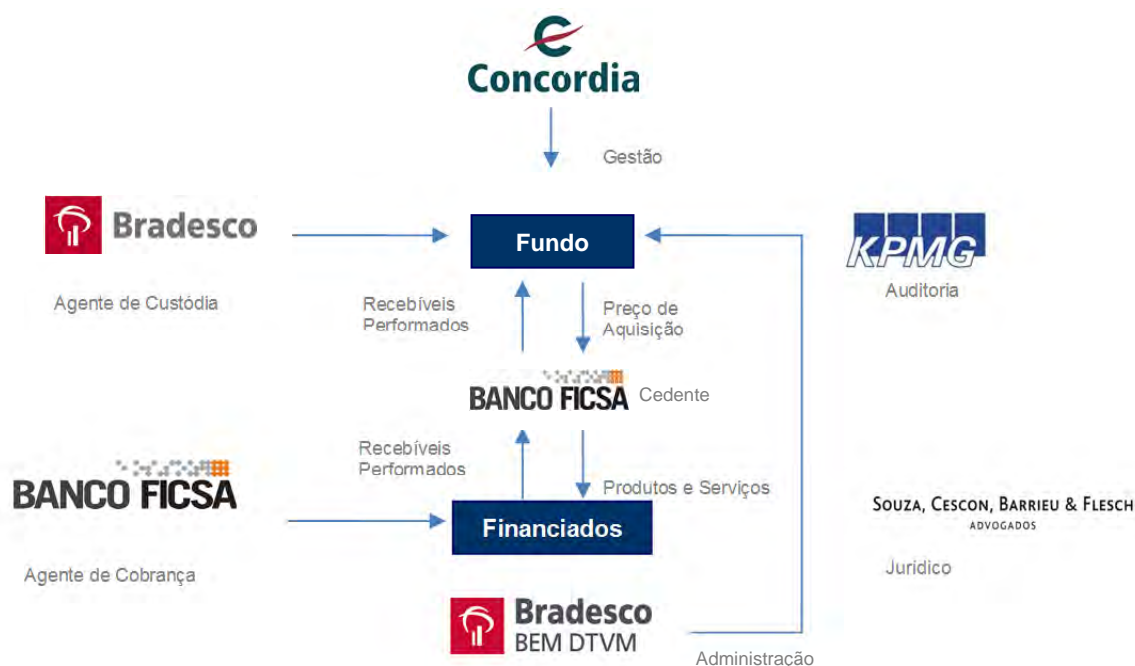 Concordia
Gestão
Bradesco
Fundo
KPMG
Agente de Custódia
Recebíveis
Performados
Preço de
Aquisição
Auditoria
BANCO FICSA
Cedente
Recebíveis
Performados
BANCO FICSA
Produtos e Serviços
Financiados
SOUZA, CESCON, BARRIEU & FLESCH
ADVOGADOS
Agente de Cobrança
Jurídico
Bradesco
BEM DTVM
Administração